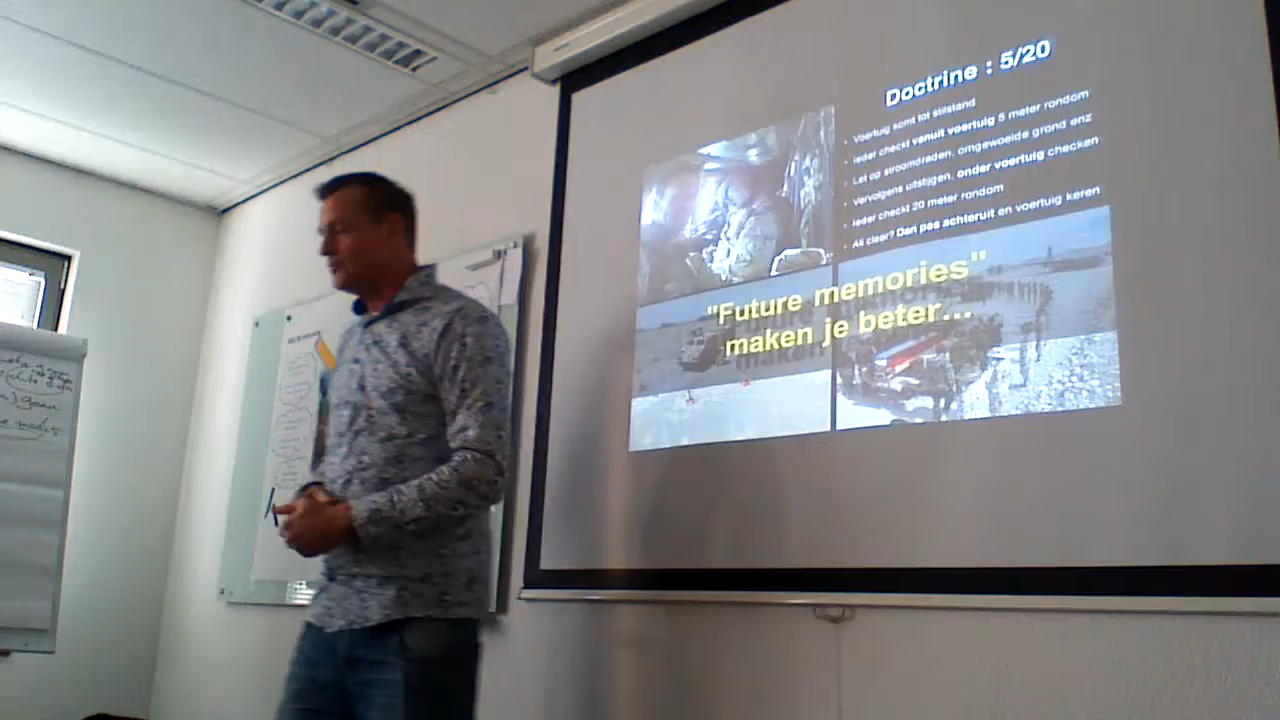 Doctrine : 5/20
Voertuig komt tot stilstand
Ieder checkt vanuit voertuig 5 meter rondom
Let op stroomdraden, omgewoelde grond enz
Vervolgens uitstijgen, onder voertuig checken
Ieder checkt 20 meter rondom
All clear? Dan pas achteruit en voertuig keren
"Future memories"
maken je beter...